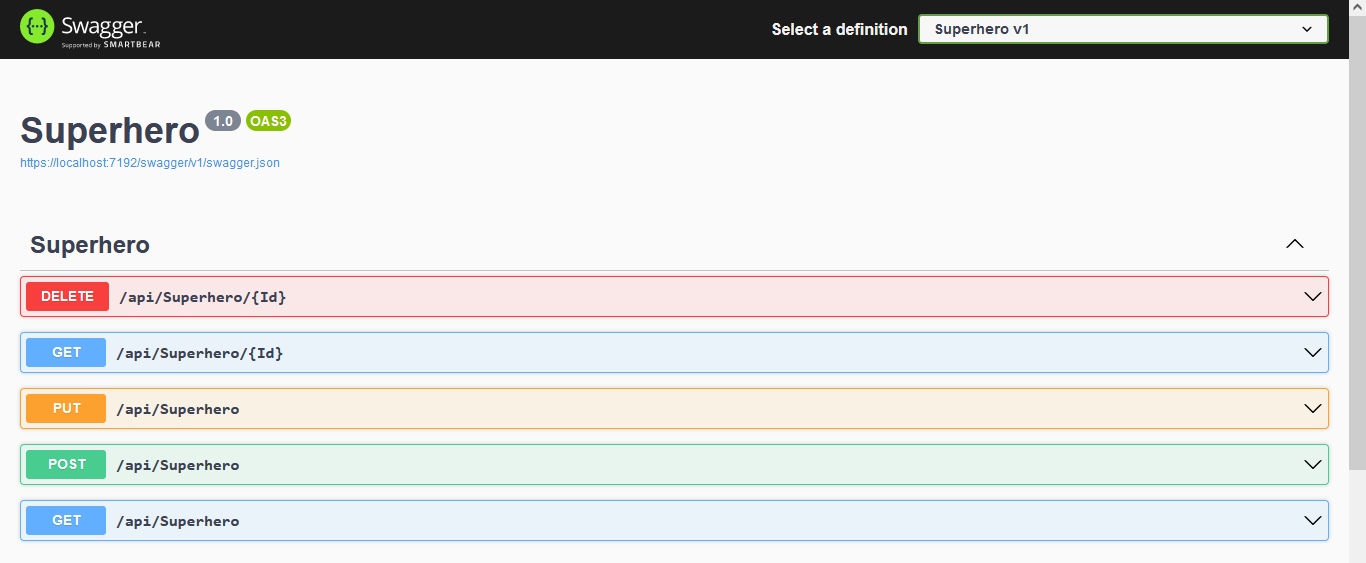 Swagger
Supported by SMARTBEAR
Select a definition
Superhero v1
Superhero 1.0 OAS3
https://localhost:7192/swagger/v1/swagger.json
Superhero
DELETE /api/Superhero/{Id}
GET /api/Superhero/{Id}
PUT /api/Superhero
POST /api/Superhero
GET /api/Superhero